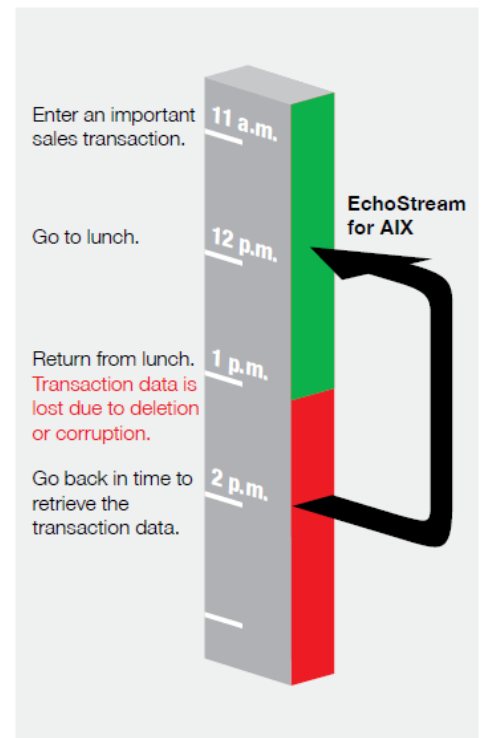 Enter an important
sales transaction.
11 a.m.
EchoStream
for AIX
Go to lunch.
12 p.m.
Return from lunch.
Transaction data is
lost due to deletion
or corruption.
1 p.m.
Go back in time to
retrieve the
transaction data.
2 p.m.